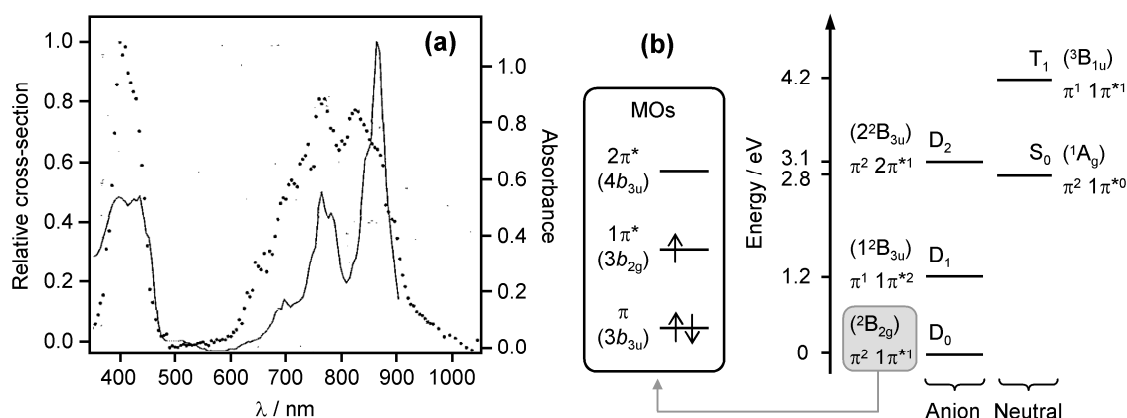 (a)
Relative cross-section
1.0
0.8
0.6
0.4
0.2
0.0
1.0
0.8
0.6
0.4
0.2
0.0
Absorbance
400 500 600 700 800 900 1000
λ / nm
(b)
MOs
2π*
(4b₃ᵤ)
1π*
(3b₂g)
π
(3b₃ᵤ)
Energy / eV
4.2
3.1
2.8
1.2
0
T₁ (³B₁ᵤ)
π¹ 1π*¹
(2²B₃ᵤ) D₂
π² 2π*¹
S₀ (¹Ag)
π² 1π*⁰
(1²B₃ᵤ) D₁
π¹ 1π*²
(²B₂g) D₀
π² 1π*¹
Anion Neutral